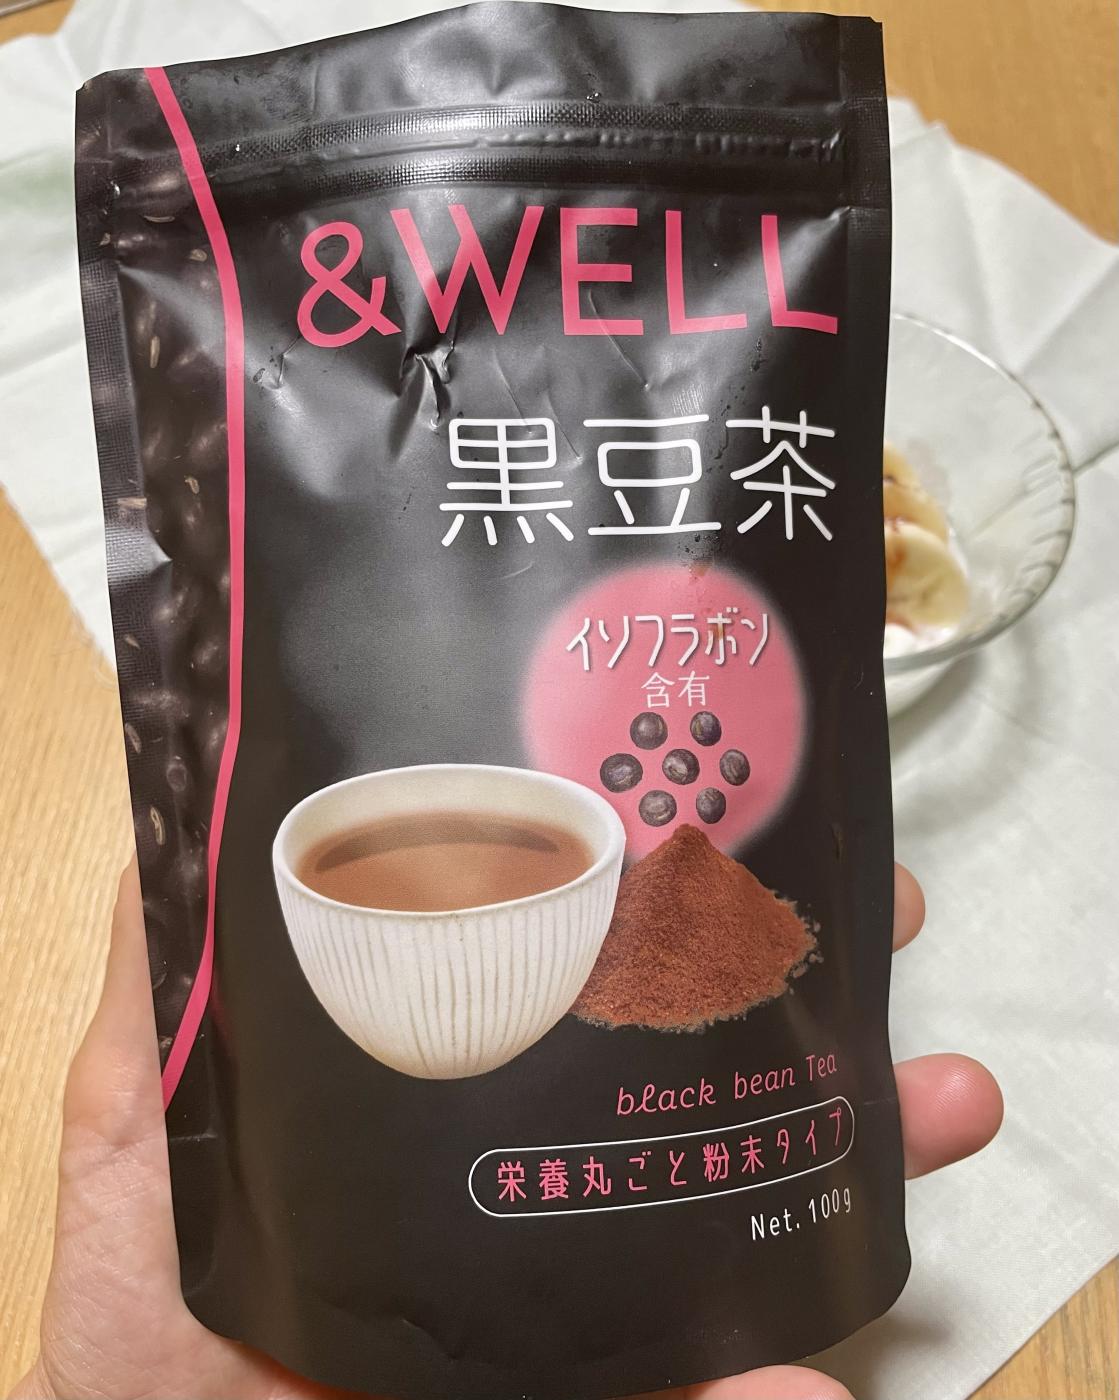 &WELL
黒豆茶
イソフラボン
含有
black bean Tea
栄養丸ごと粉末タイプ
Net. 100g